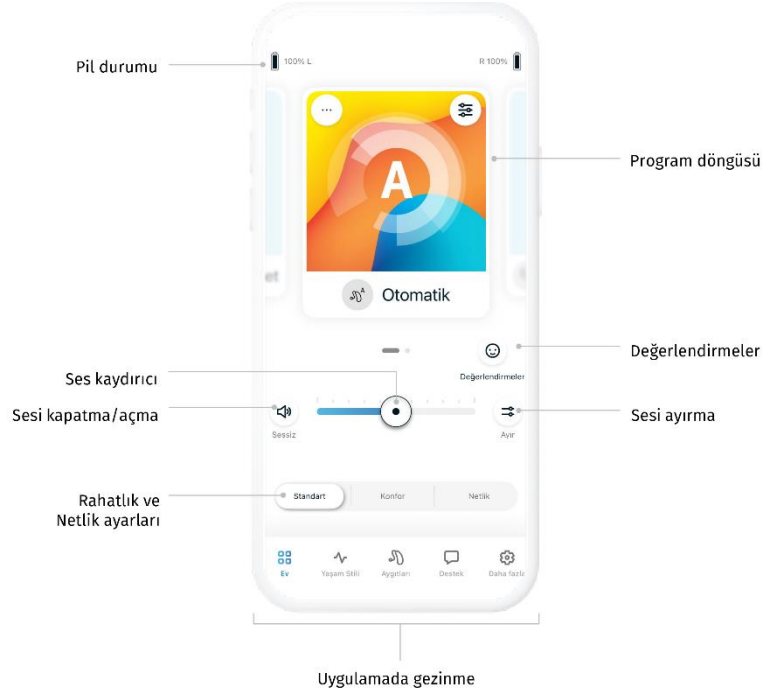 Pil durumu
100% L
R 100%
...
A
Program döngüsü
et
A
Otomatik
Değerlendirmeler
Değerlendirmeler
Ses kaydırıcı
Sesi kapatma/açma
Sessiz
Ayır
Sesi ayırma
Rahatlık ve
Netlik ayarları
Standart
Konfor
Netlik
Ev
Yaşam Stili
Aygıtları
Destek
Daha fazla
Uygulamada gezinme